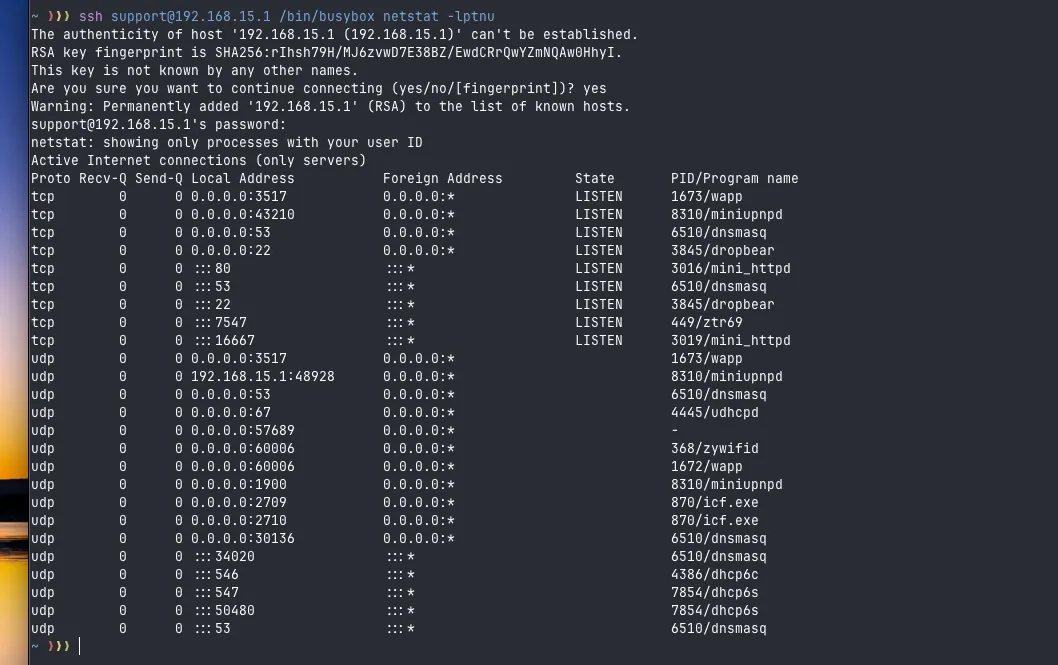 ~ ❯❯❯ ssh support@192.168.15.1 /bin/busybox netstat -lptnu
The authenticity of host '192.168.15.1 (192.168.15.1)' can't be established.
RSA key fingerprint is SHA256:rIhsh79H/MJ6zvwD7E38BZ/EwdCRrQwYZmNQAw0HhyI.
This key is not known by any other names.
Are you sure you want to continue connecting (yes/no/[fingerprint])? yes
Warning: Permanently added '192.168.15.1' (RSA) to the list of known hosts.
support@192.168.15.1's password:
netstat: showing only processes with your user ID
Active Internet connections (only servers)
Proto Recv-Q Send-Q Local Address           Foreign Address         State       PID/Program name
tcp        0      0 0.0.0.0:3517            0.0.0.0:*               LISTEN      1673/wapp
tcp        0      0 0.0.0.0:43210           0.0.0.0:*               LISTEN      8310/miniupnpd
tcp        0      0 0.0.0.0:53              0.0.0.0:*               LISTEN      6510/dnsmasq
tcp        0      0 0.0.0.0:22              0.0.0.0:*               LISTEN      3845/dropbear
tcp        0      0 :::80                   :::*                    LISTEN      3016/mini_httpd
tcp        0      0 :::53                   :::*                    LISTEN      6510/dnsmasq
tcp        0      0 :::22                   :::*                    LISTEN      3845/dropbear
tcp        0      0 :::7547                 :::*                    LISTEN      449/ztr69
tcp        0      0 :::16667                :::*                    LISTEN      3019/mini_httpd
udp        0      0 0.0.0.0:3517            0.0.0.0:*                           1673/wapp
udp        0      0 192.168.15.1:48928      0.0.0.0:*                           8310/miniupnpd
udp        0      0 0.0.0.0:53              0.0.0.0:*                           6510/dnsmasq
udp        0      0 0.0.0.0:67              0.0.0.0:*                           4445/udhcpd
udp        0      0 0.0.0.0:57689           0.0.0.0:*                           -
udp        0      0 0.0.0.0:60006           0.0.0.0:*                           368/zywifid
udp        0      0 0.0.0.0:60006           0.0.0.0:*                           1672/wapp
udp        0      0 0.0.0.0:1900            0.0.0.0:*                           8310/miniupnpd
udp        0      0 0.0.0.0:2709            0.0.0.0:*                           870/icf.exe
udp        0      0 0.0.0.0:2710            0.0.0.0:*                           870/icf.exe
udp        0      0 0.0.0.0:30136           0.0.0.0:*                           6510/dnsmasq
udp        0      0 :::34020                :::*                                6510/dnsmasq
udp        0      0 :::546                  :::*                                4386/dhcp6c
udp        0      0 :::547                  :::*                                7854/dhcp6s
udp        0      0 :::50480                :::*                                7854/dhcp6s
udp        0      0 :::53                   :::*                                6510/dnsmasq
~ ❯❯❯